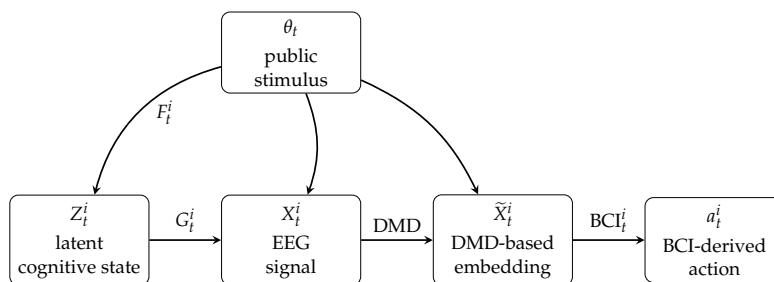 θ_t
public
stimulus
F_t^i
Z_t^i
latent
cognitive state
G_t^i
X_t^i
EEG
signal
DMD
X̃_t^i
DMD-based
embedding
BCI_t^i
a_t^i
BCI-derived
action